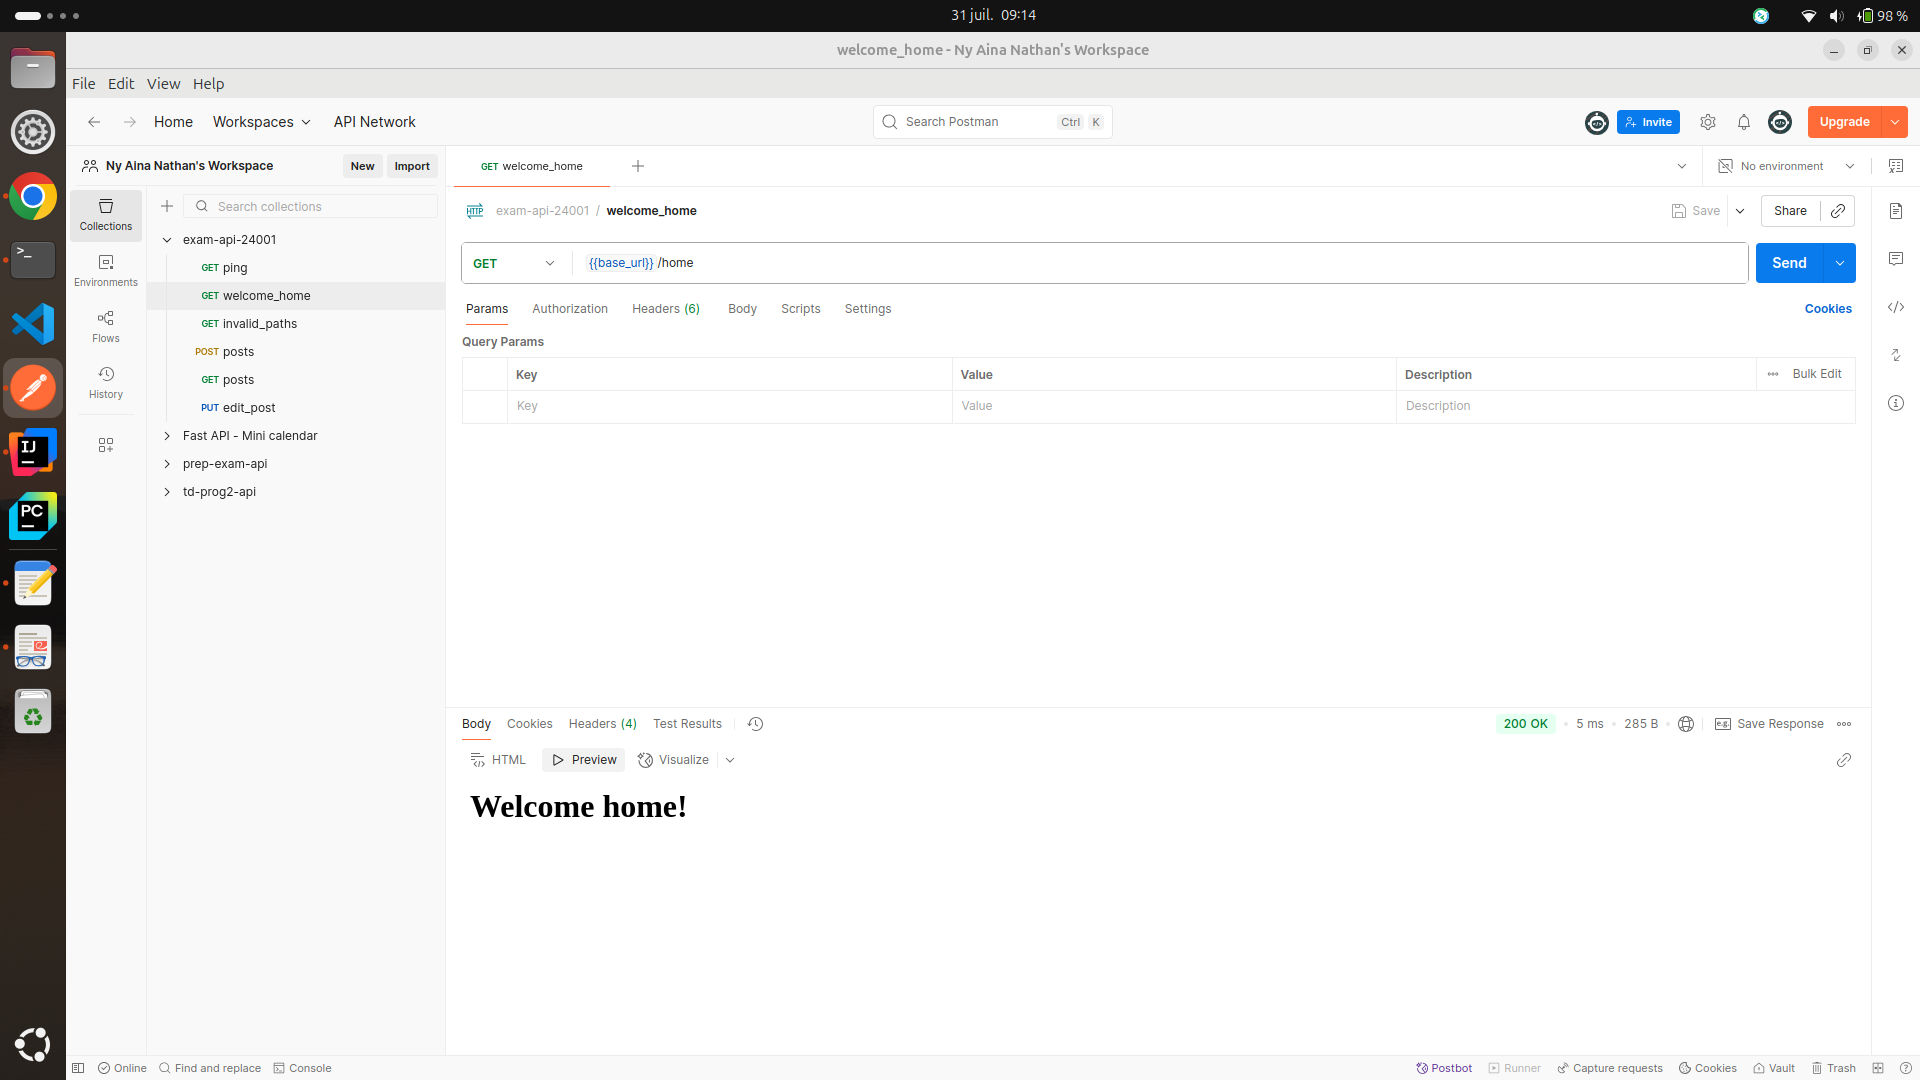 31 juil. 09:14
98 %
welcome_home - Ny Aina Nathan's Workspace
File Edit View Help
Home Workspaces API Network
Search Postman Ctrl K
Invite
Upgrade
Ny Aina Nathan's Workspace New Import
GET welcome_home
No environment
Collections
Environments
Flows
History
Search collections
exam-api-24001
GET ping
GET welcome_home
GET invalid_paths
POST posts
GET posts
PUT edit_post
Fast API - Mini calendar
prep-exam-api
td-prog2-api
HTTP exam-api-24001 / welcome_home
Save Share
GET {{base_url}} /home
Send
Params Authorization Headers (6) Body Scripts Settings Cookies
Query Params
Key Value Description Bulk Edit
Key Value Description
Body Cookies Headers (4) Test Results
200 OK 5 ms 285 B e.g. Save Response
HTML Preview Visualize
Welcome home!
Online Find and replace Console
Postbot Runner Capture requests Cookies Vault Trash
>_
IJ
PC